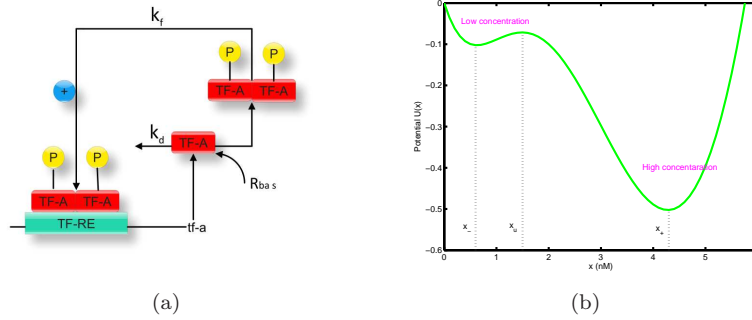 k_f
P
P
TF-A
TF-A
+
k_d
TF-A
P
P
R_bas
TF-A
TF-A
TF-RE
tf-a
(a)
0
−0.1
−0.2
−0.3
−0.4
−0.5
−0.6
Potential U(x)
Low concentration
High concentaration
x_−
x_u
x_+
0
1
2
3
4
5
x (nM)
(b)